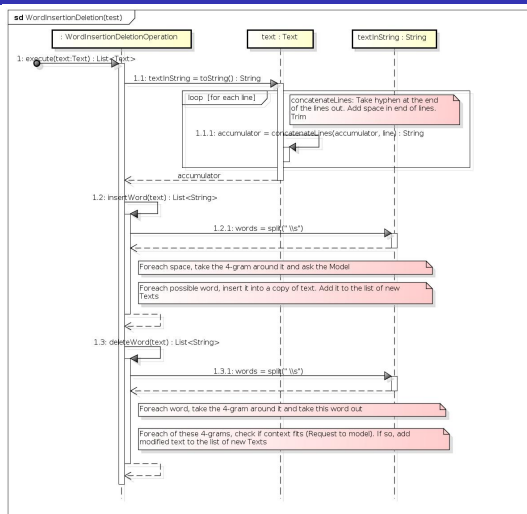 sd WordInsertionDeletion(test)
: WordInsertionDeletionOperation
text : Text
textInString : String
1: execute(text:Text) : List<Text>
1.1: textInString = toString() : String
loop [for each line]
concatenateLines: Take hyphen at the end
of the lines out. Add space in end of lines.
Trim
1.1.1: accumulator = concatenateLines(accumulator, line) : String
accumulator
1.2: insertWord(text) : List<String>
1.2.1: words = split(" \\s")
Foreach space, take the 4-gram around it and ask the Model
Foreach possible word, insert it into a copy of text. Add it to the list of new
Texts
1.3: deleteWord(text) : List<String>
1.3.1: words = split(" \\s")
Foreach word, take the 4-gram around it and take this word out
Foreach of these 4-grams, check if context fits (Request to model). If so, add
modified text to the list of new Texts